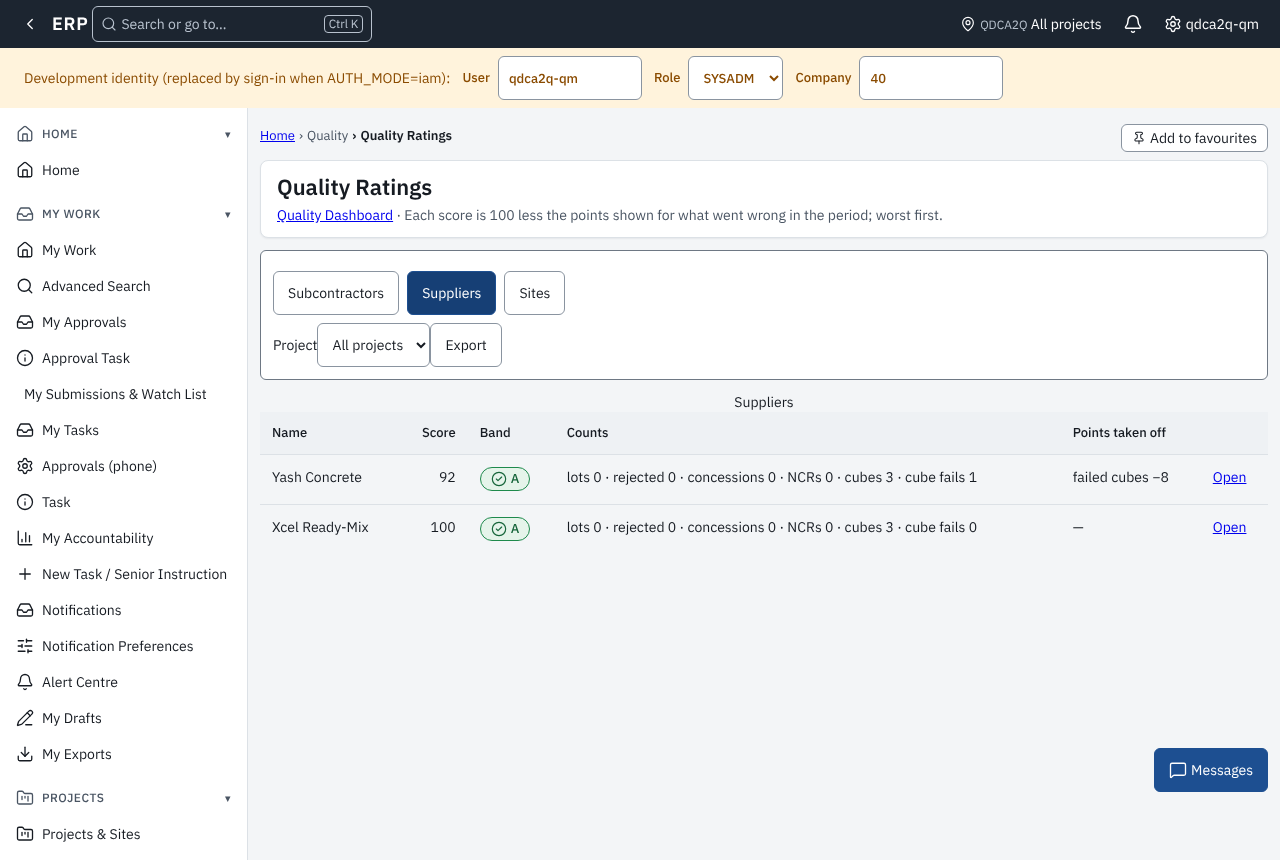 ERP
Search or go to...
Ctrl K
QDCA2Q All projects
qdca2q-qm
Development identity (replaced by sign-in when AUTH_MODE=iam):
User
qdca2q-qm
Role
SYSADM
Company
40
HOME
Home
MY WORK
My Work
Advanced Search
My Approvals
Approval Task
My Submissions & Watch List
My Tasks
Approvals (phone)
Task
My Accountability
New Task / Senior Instruction
Notifications
Notification Preferences
Alert Centre
My Drafts
My Exports
PROJECTS
Projects & Sites
Home › Quality › Quality Ratings
Add to favourites
Quality Ratings
Quality Dashboard · Each score is 100 less the points shown for what went wrong in the period; worst first.
Subcontractors Suppliers Sites
Project All projects Export
Suppliers
Name Score Band Counts Points taken off
Yash Concrete 92 A lots 0 · rejected 0 · concessions 0 · NCRs 0 · cubes 3 · cube fails 1 failed cubes −8 Open
Xcel Ready-Mix 100 A lots 0 · rejected 0 · concessions 0 · NCRs 0 · cubes 3 · cube fails 0 — Open
Messages